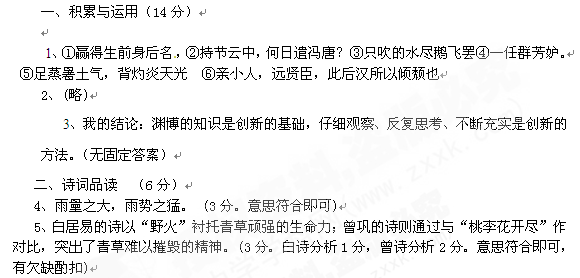 一、积累与运用（14 分）
1、①赢得生前身后名，②持节云中，何日遣冯唐？③只吹的水尽鹅飞罢④一任群芳妒。
⑤足蒸暑土气，背灼炎天光  ⑥亲小人，远贤臣，此后汉所以倾颓也
2、(略)
3、我的结论：渊博的知识是创新的基础，仔细观察、反复思考、不断充实是创新的
方法。（无固定答案）
二、诗词品读  （6 分）
4、雨量之大，雨势之猛。（3 分。意思符合即可）
5、白居易的诗以“野火”衬托青草顽强的生命力；曾巩的诗则通过与“桃李花开尽”作
对比，突出了青草难以摧毁的精神。（3 分。白诗分析 1 分，曾诗分析 2 分。意思符合即可，
有欠缺酌扣）